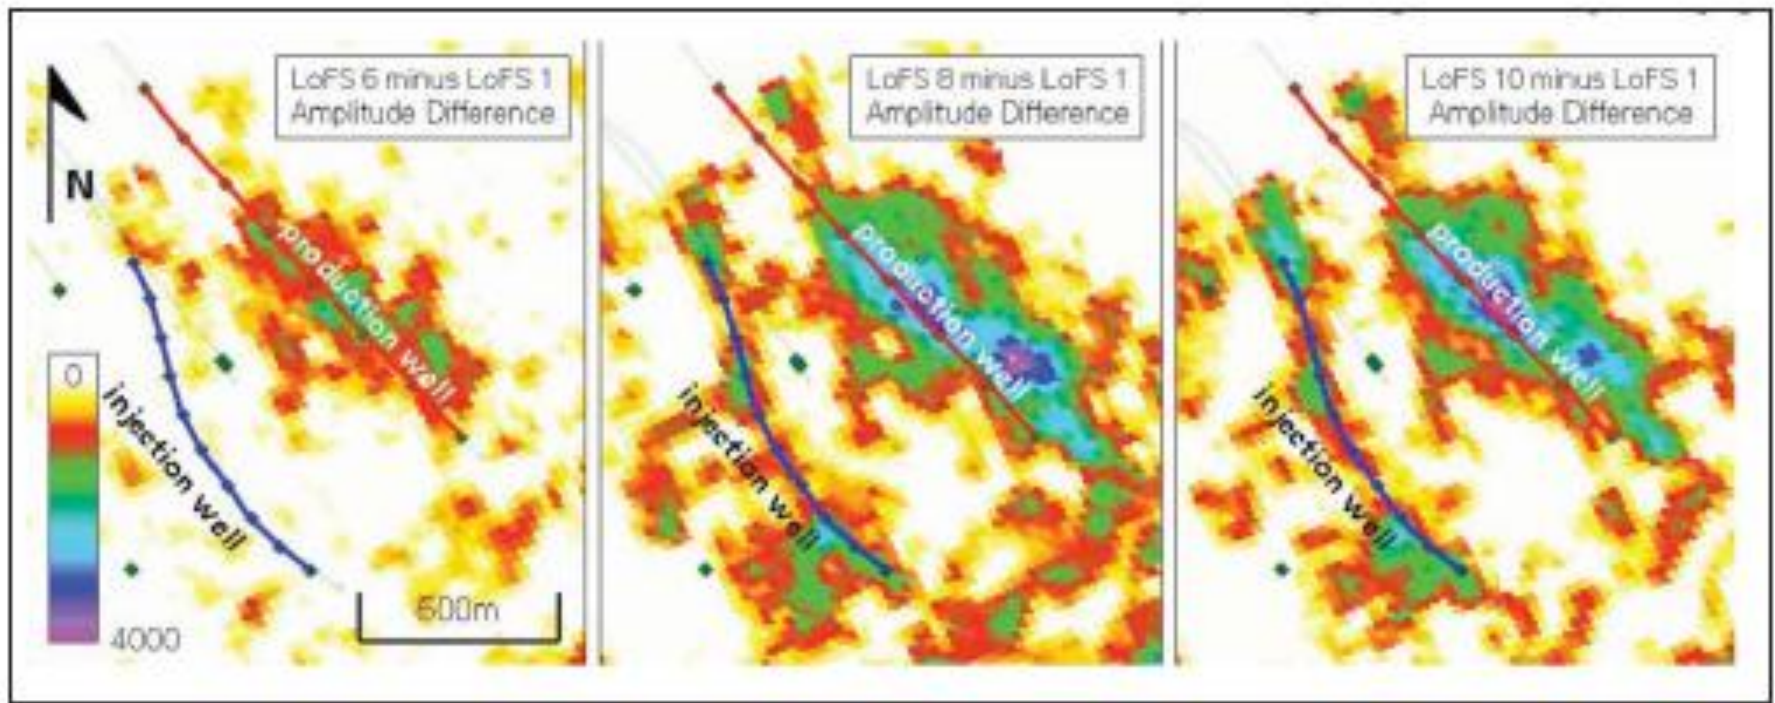 LoFS 6 minus LoFS 1
Amplitude Difference
N
production well
injection well
0
4000
600m
LoFS 8 minus LoFS 1
Amplitude Difference
production well
injection well
LoFS 10 minus LoFS 1
Amplitude Difference
production well
injection well